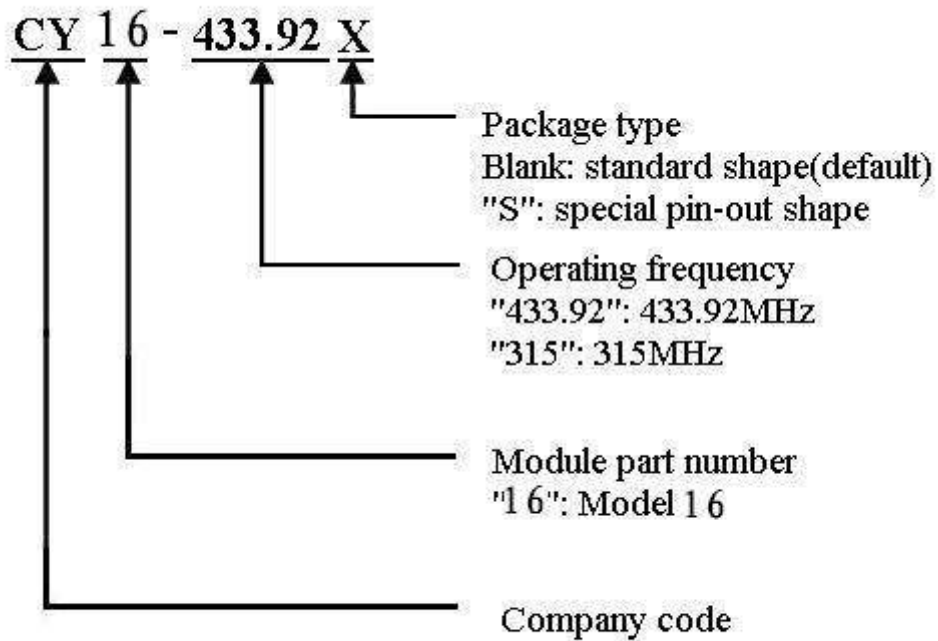 CY 16-433.92 X
Package type
Blank: standard shape(default)
"S": special pin-out shape
Operating frequency
"433.92": 433.92MHz
"315": 315MHz
Module part number
"16": Model 16
Company code